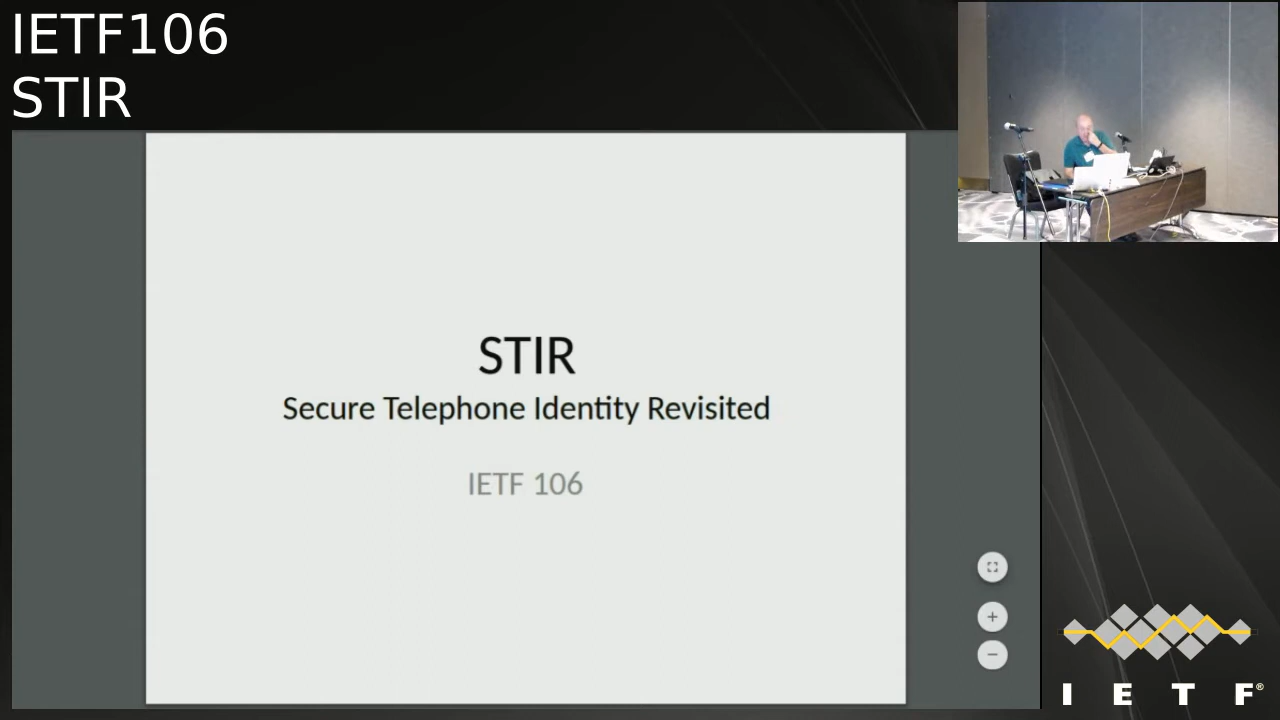 IETF106
STIR
STIR
Secure Telephone Identity Revisited
IETF 106
I E T F®